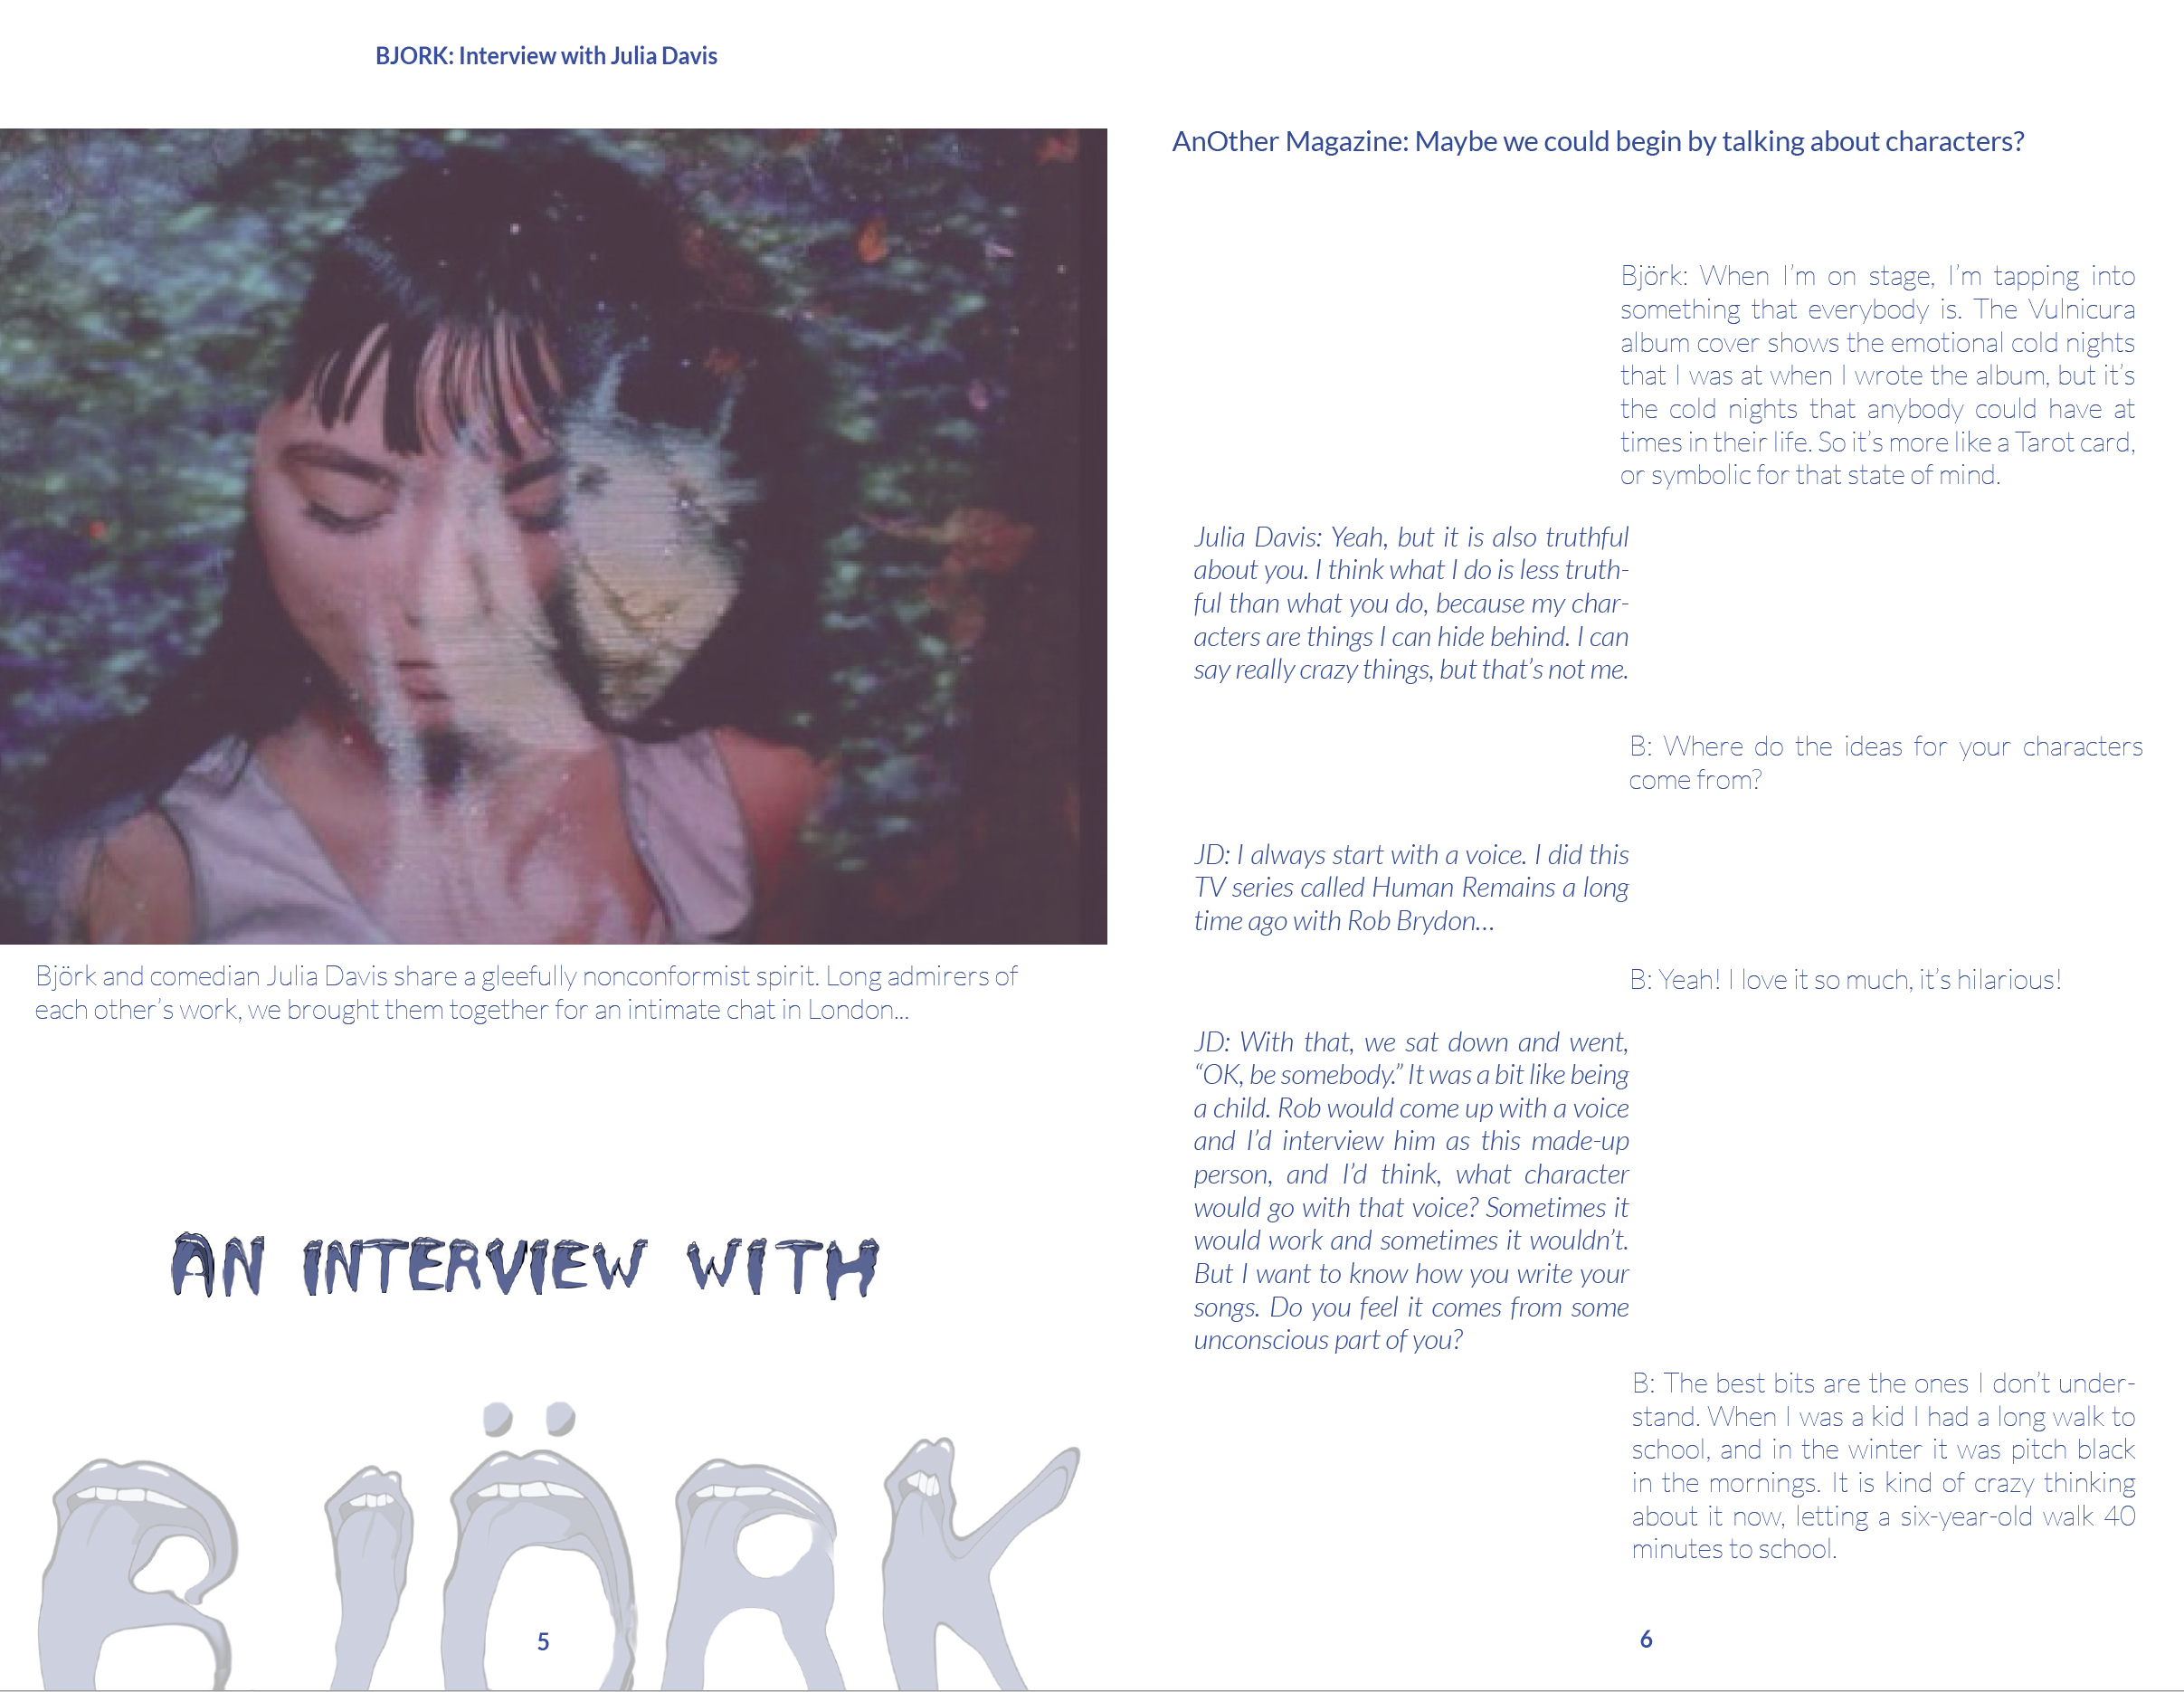 BJORK: Interview with Julia Davis
Björk and comedian Julia Davis share a gleefully nonconformist spirit. Long admirers of
each other's work, we brought them together for an intimate chat in London...
AN INTERVIEW WITH
BJÖRK
5
AnOther Magazine: Maybe we could begin by talking about characters?
Björk: When I'm on stage, I'm tapping into
something that everybody is. The Vulnicura
album cover shows the emotional cold nights
that I was at when I wrote the album, but it's
the cold nights that anybody could have at
times in their life. So it's more like a Tarot card,
or symbolic for that state of mind.
Julia Davis: Yeah, but it is also truthful
about you. I think what I do is less truth-
ful than what you do, because my char-
acters are things I can hide behind. I can
say really crazy things, but that's not me.
B: Where do the ideas for your characters
come from?
JD: I always start with a voice. I did this
TV series called Human Remains a long
time ago with Rob Brydon...
B: Yeah! I love it so much, it's hilarious!
JD: With that, we sat down and went,
“OK, be somebody.” It was a bit like being
a child. Rob would come up with a voice
and I'd interview him as this made-up
person, and I'd think, what character
would go with that voice? Sometimes it
would work and sometimes it wouldn't.
But I want to know how you write your
songs. Do you feel it comes from some
unconscious part of you?
B: The best bits are the ones I don't under-
stand. When I was a kid I had a long walk to
school, and in the winter it was pitch black
in the mornings. It is kind of crazy thinking
about it now, letting a six-year-old walk 40
minutes to school.
6